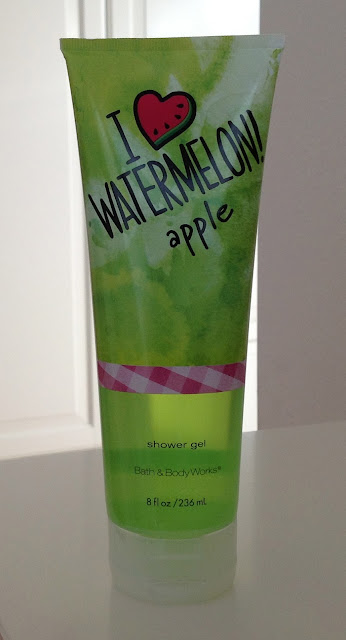 I
WATERMELON!
apple
shower gel
Bath & Body Works®
8 fl oz / 236 mL